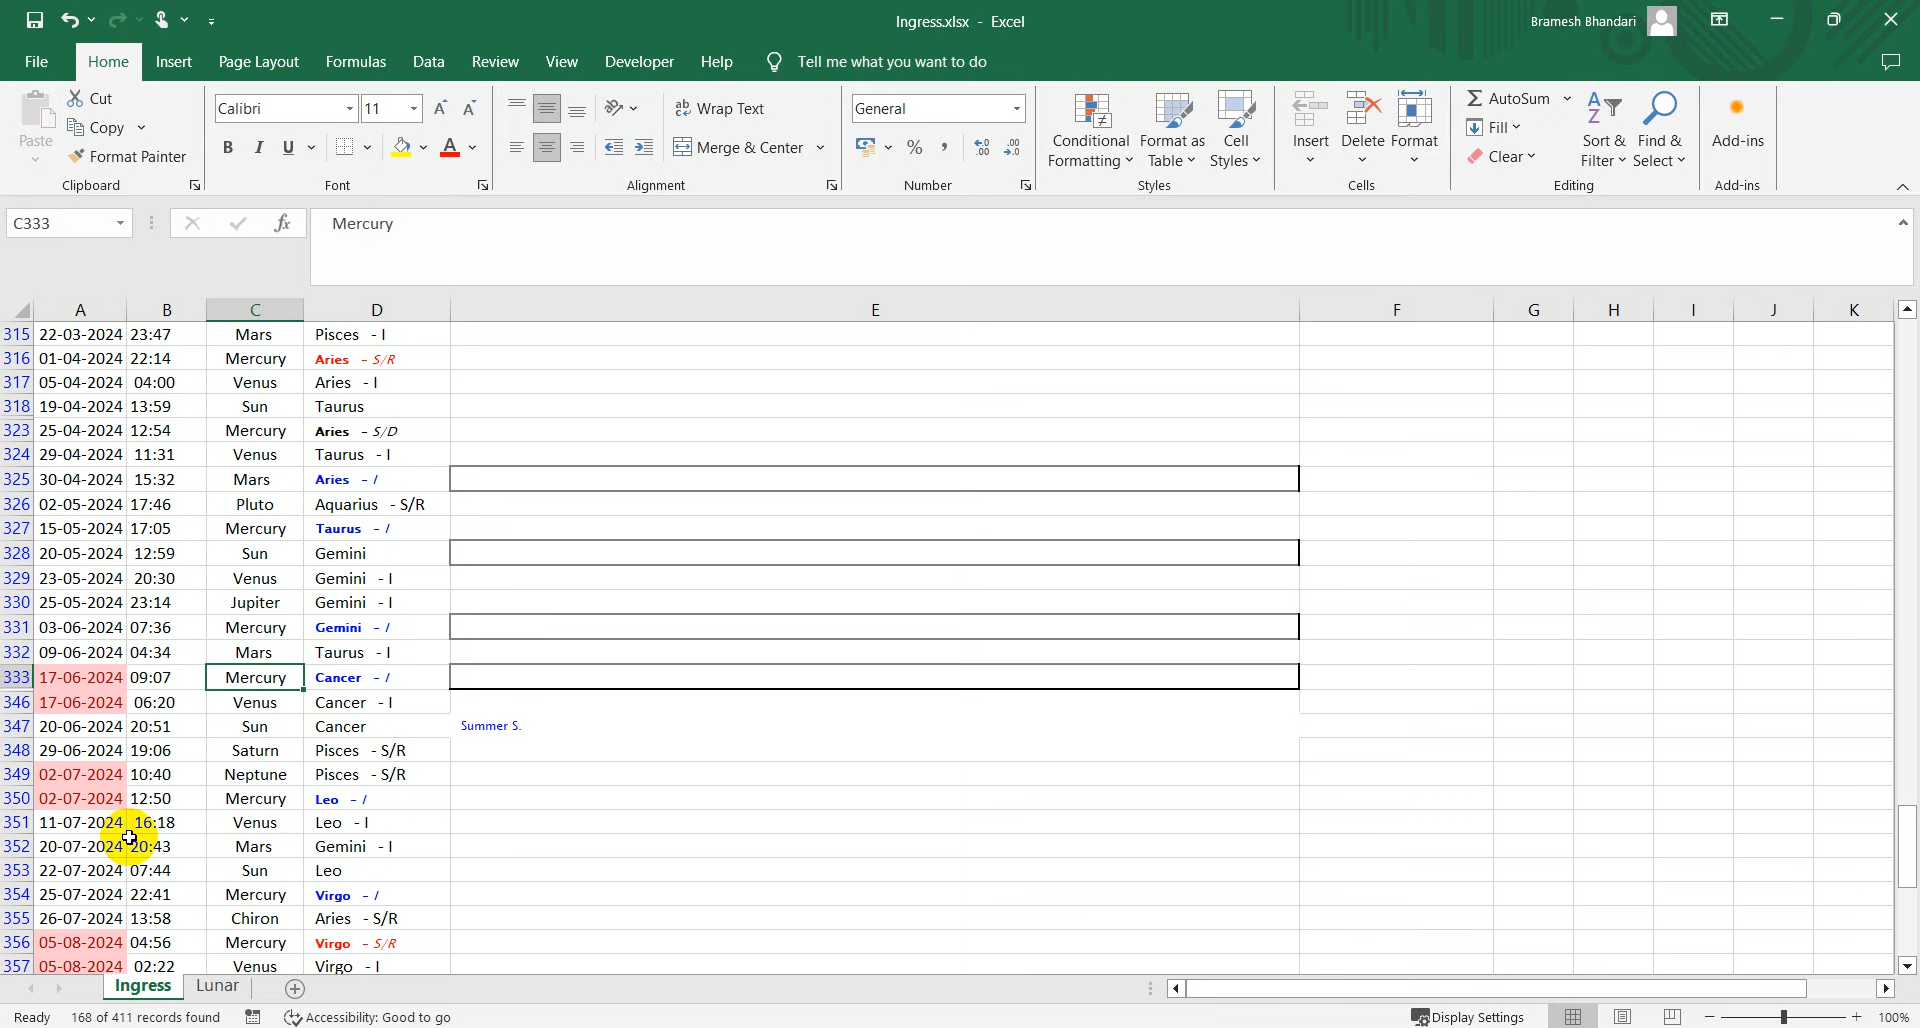 Ingress.xlsx - Excel
Bramesh Bhandari
File Home Insert Page Layout Formulas Data Review View Developer Help Tell me what you want to do
Paste
Cut
Copy
Format Painter
Clipboard
Calibri 11
B I U
Font
Wrap Text
Merge & Center
Alignment
General
Number
Conditional Formatting
Format as Table
Cell Styles
Styles
Insert Delete Format
Cells
AutoSum
Fill
Clear
Sort & Filter
Find & Select
Editing
Add-ins
Add-ins
C333 fx Mercury
A B C D E F G H I J K
315 22-03-2024 23:47 Mars Pisces - I
316 01-04-2024 22:14 Mercury Aries - S/R
317 05-04-2024 04:00 Venus Aries - I
318 19-04-2024 13:59 Sun Taurus
323 25-04-2024 12:54 Mercury Aries - S/D
324 29-04-2024 11:31 Venus Taurus - I
325 30-04-2024 15:32 Mars Aries - /
326 02-05-2024 17:46 Pluto Aquarius - S/R
327 15-05-2024 17:05 Mercury Taurus - /
328 20-05-2024 12:59 Sun Gemini
329 23-05-2024 20:30 Venus Gemini - I
330 25-05-2024 23:14 Jupiter Gemini - I
331 03-06-2024 07:36 Mercury Gemini - /
332 09-06-2024 04:34 Mars Taurus - I
333 17-06-2024 09:07 Mercury Cancer - /
346 17-06-2024 06:20 Venus Cancer - I
347 20-06-2024 20:51 Sun Cancer Summer S.
348 29-06-2024 19:06 Saturn Pisces - S/R
349 02-07-2024 10:40 Neptune Pisces - S/R
350 02-07-2024 12:50 Mercury Leo - /
351 11-07-2024 16:18 Venus Leo - I
352 20-07-2024 20:43 Mars Gemini - I
353 22-07-2024 07:44 Sun Leo
354 25-07-2024 22:41 Mercury Virgo - /
355 26-07-2024 13:58 Chiron Aries - S/R
356 05-08-2024 04:56 Mercury Virgo - S/R
357 05-08-2024 02:22 Venus Virgo - I
Ingress Lunar
Ready 168 of 411 records found Accessibility: Good to go Display Settings 100%